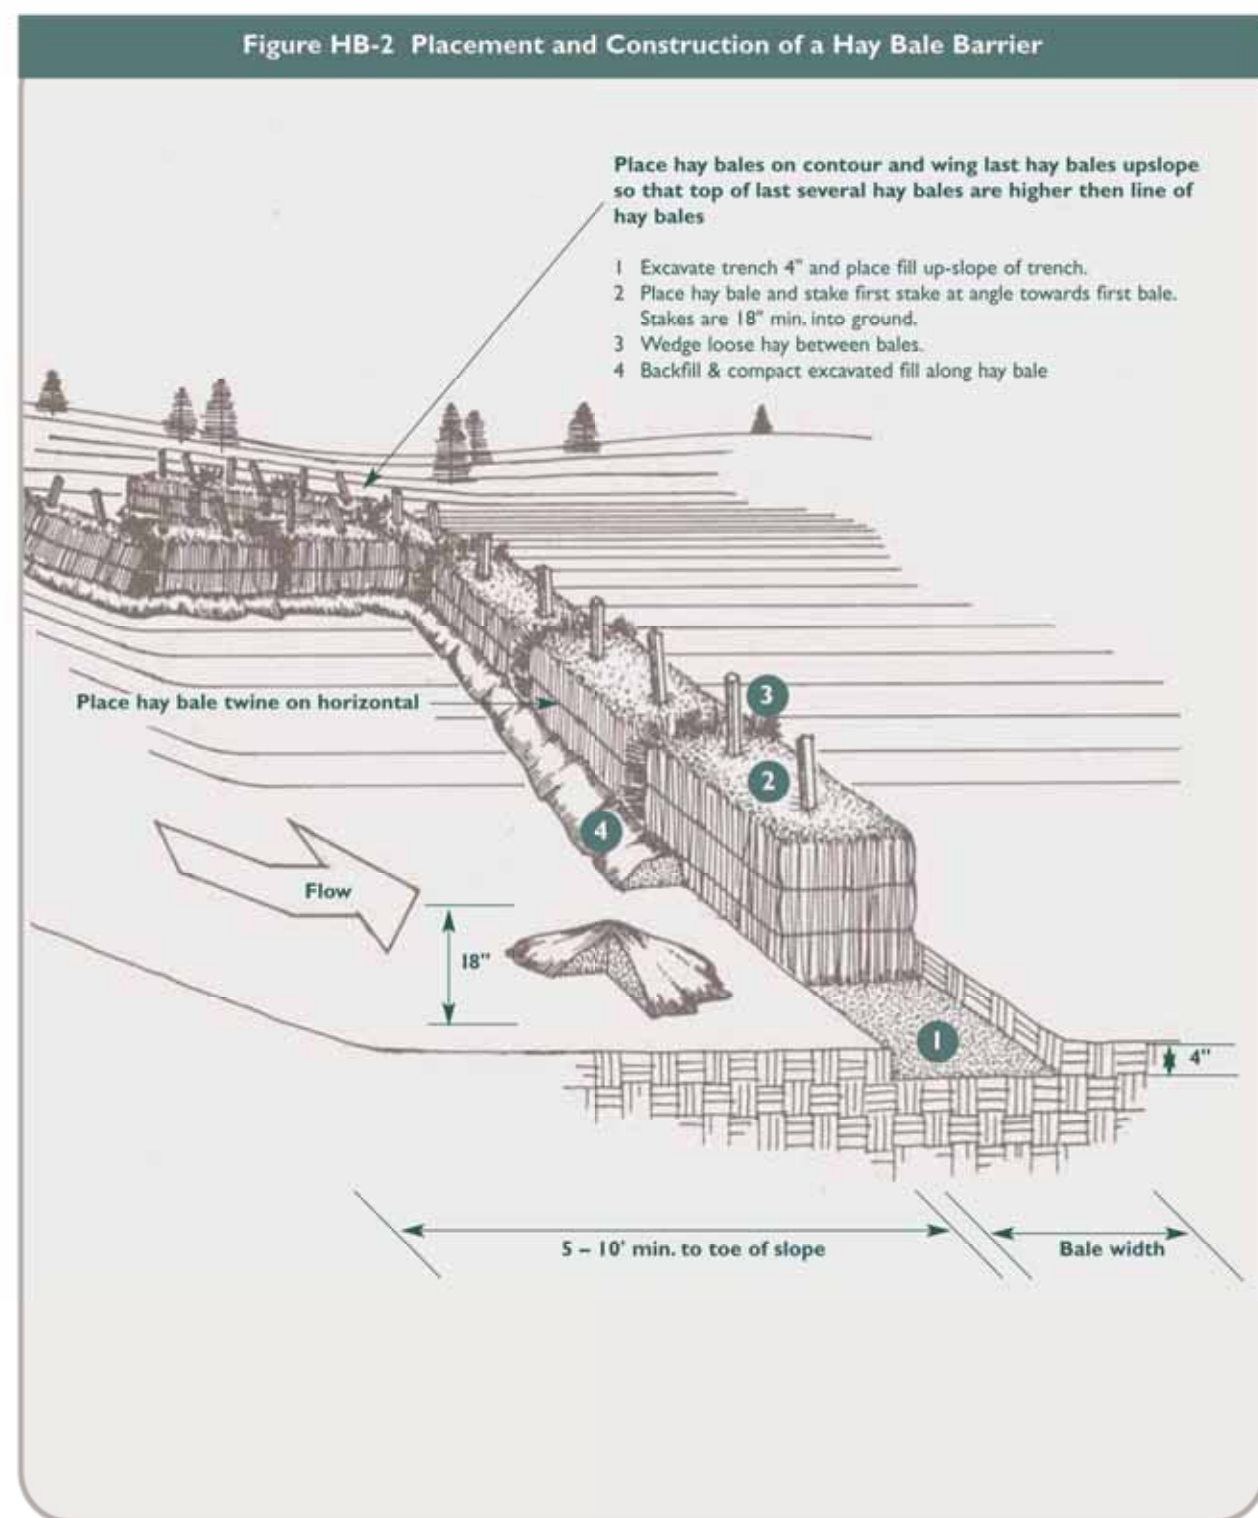 Figure HB-2 Placement and Construction of a Hay Bale Barrier
Place hay bales on contour and wing last hay bales upslope
so that top of last several hay bales are higher then line of
hay bales
1 Excavate trench 4" and place fill up-slope of trench.
2 Place hay bale and stake first stake at angle towards first bale.
Stakes are 18" min. into ground.
3 Wedge loose hay between bales.
4 Backfill & compact excavated fill along hay bale
3
Place hay bale twine on horizontal
2
4
Flow
18"
1
4"
5 – 10' min. to toe of slope
Bale width